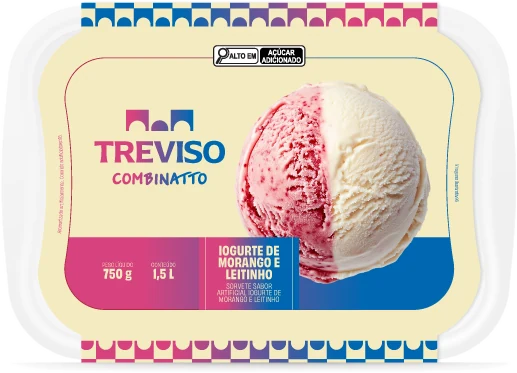 ALTO EM AÇÚCAR
ADICIONADO
TREVISO
COMBINATTO
PESO LÍQUIDO
750 g
CONTEÚDO
1,5 L
IOGURTE DE
MORANGO E
LEITINHO
SORVETE SABOR
ARTIFICIAL IOGURTE DE
MORANGO E LEITINHO